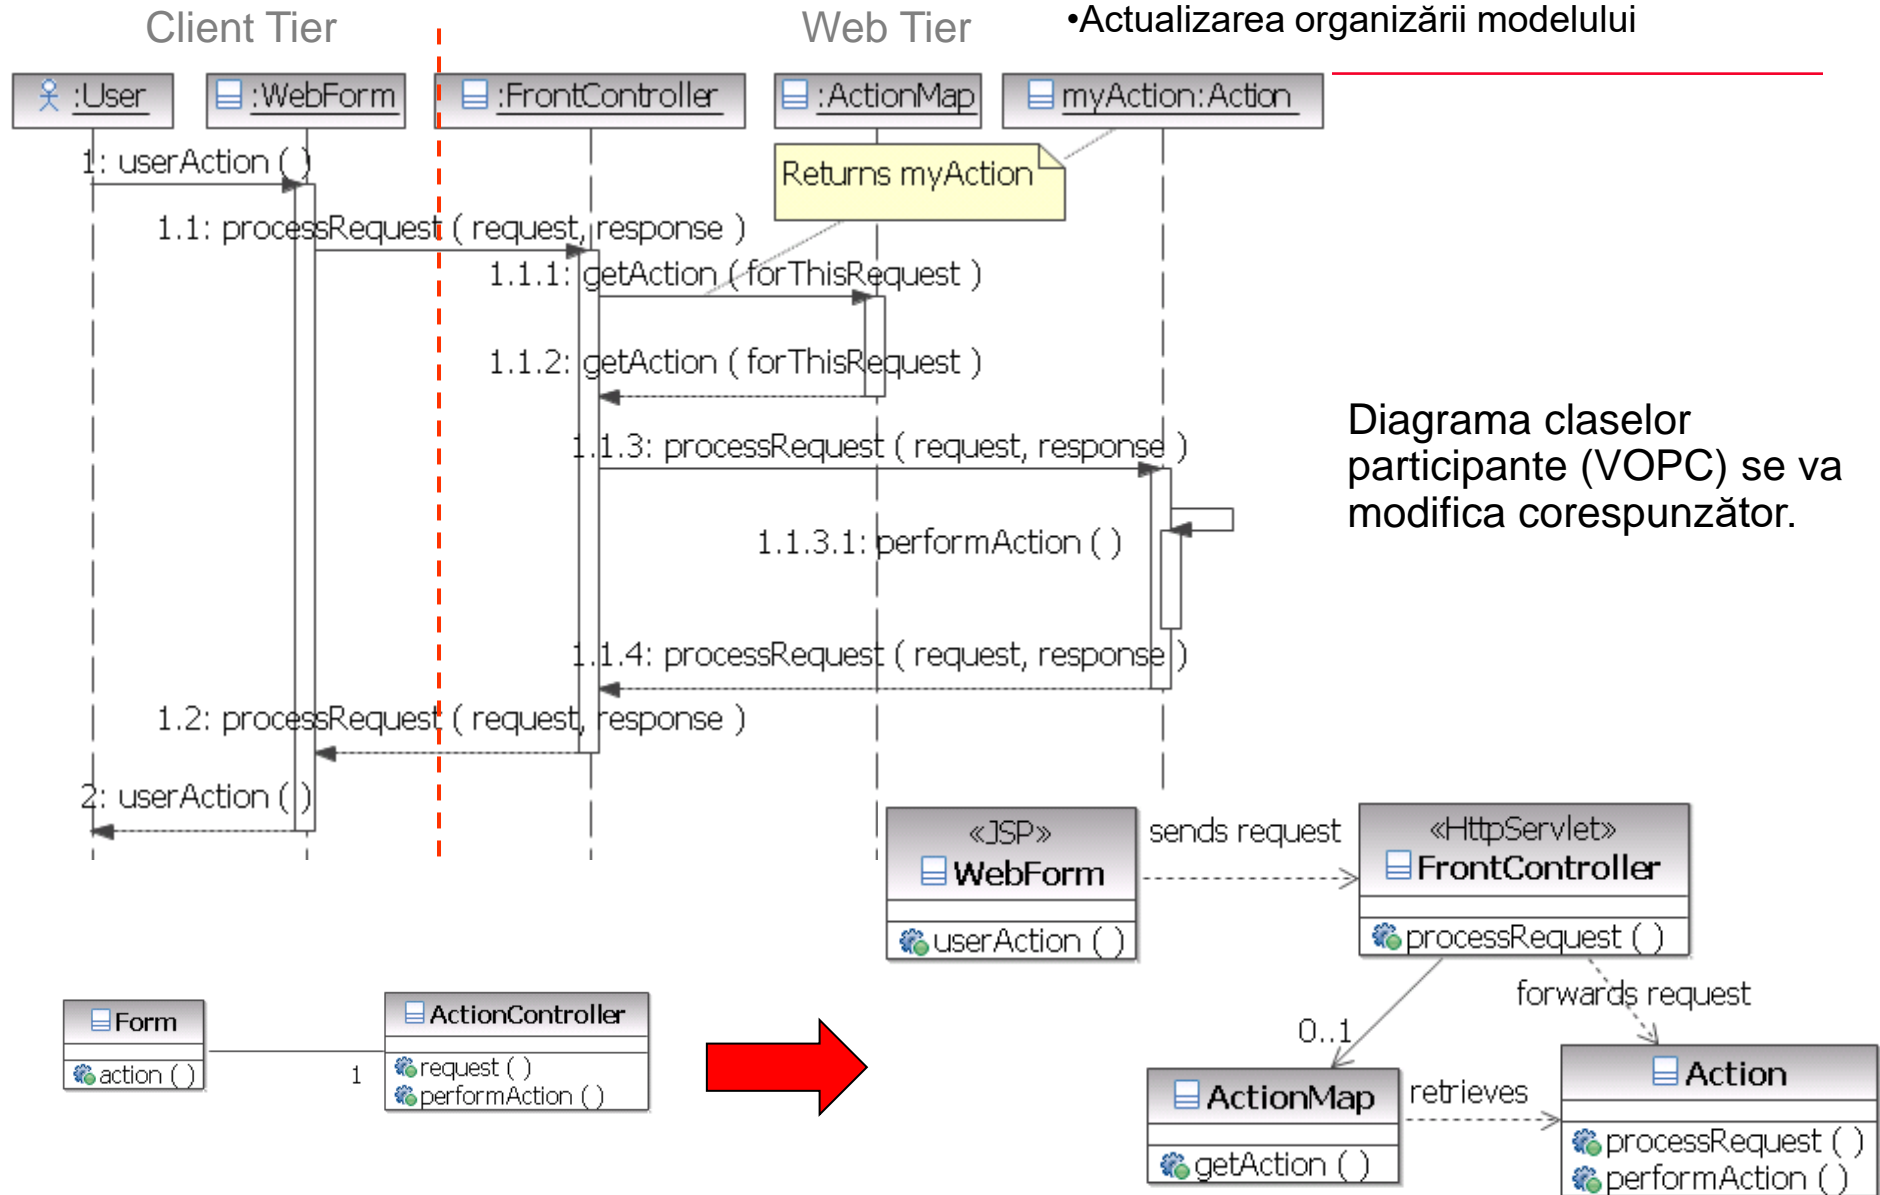 Client Tier
Web Tier
•Actualizarea organizării modelului
:User
:WebForm
:FrontController
:ActionMap
myAction:Action
1: userAction ( )
Returns myAction
1.1: processRequest ( request, response )
1.1.1: getAction ( forThisRequest )
1.1.2: getAction ( forThisRequest )
1.1.3: processRequest ( request, response )
1.1.3.1: performAction ( )
1.1.4: processRequest ( request, response )
1.2: processRequest ( request, response )
2: userAction ( )
Diagrama claselor
participante (VOPC) se va
modifica corespunzător.
«JSP»
WebForm
userAction ( )
sends request
«HttpServlet»
FrontController
processRequest ( )
forwards request
0..1
Form
action ( )
1
ActionController
request ( )
performAction ( )
ActionMap
getAction ( )
retrieves
Action
processRequest ( )
performAction ( )